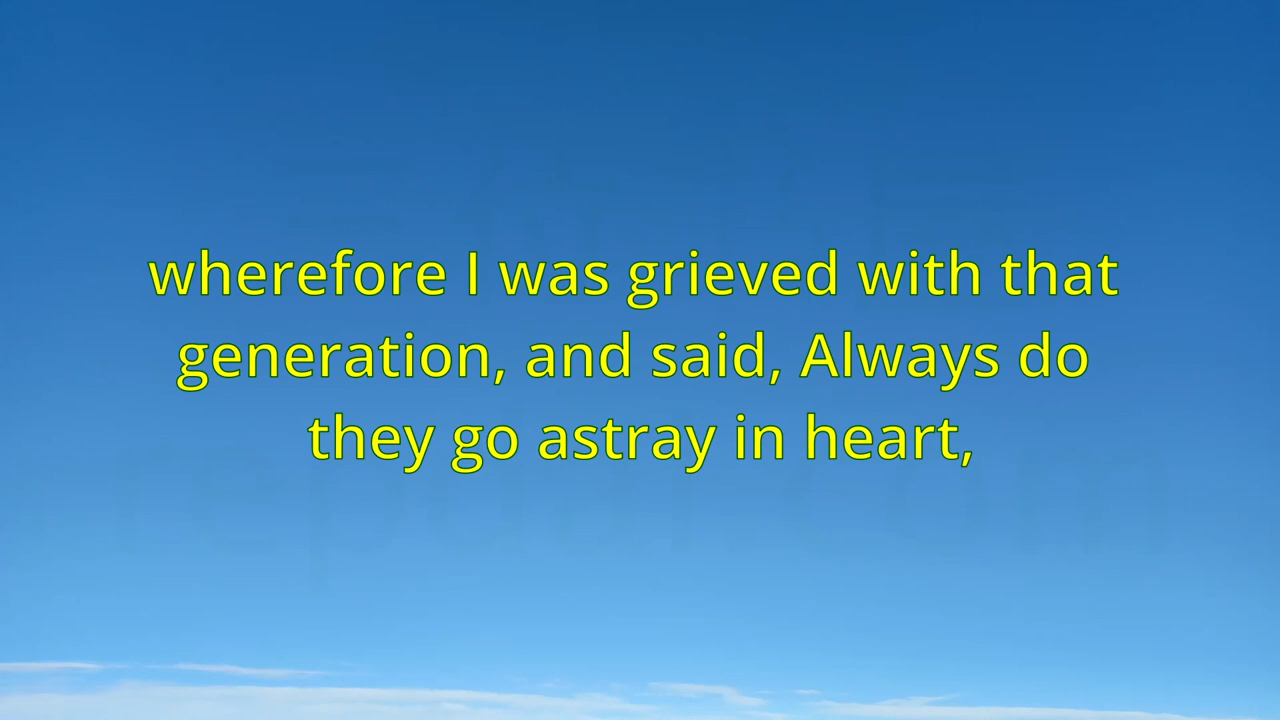 wherefore I was grieved with that
generation, and said, Always do
they go astray in heart,